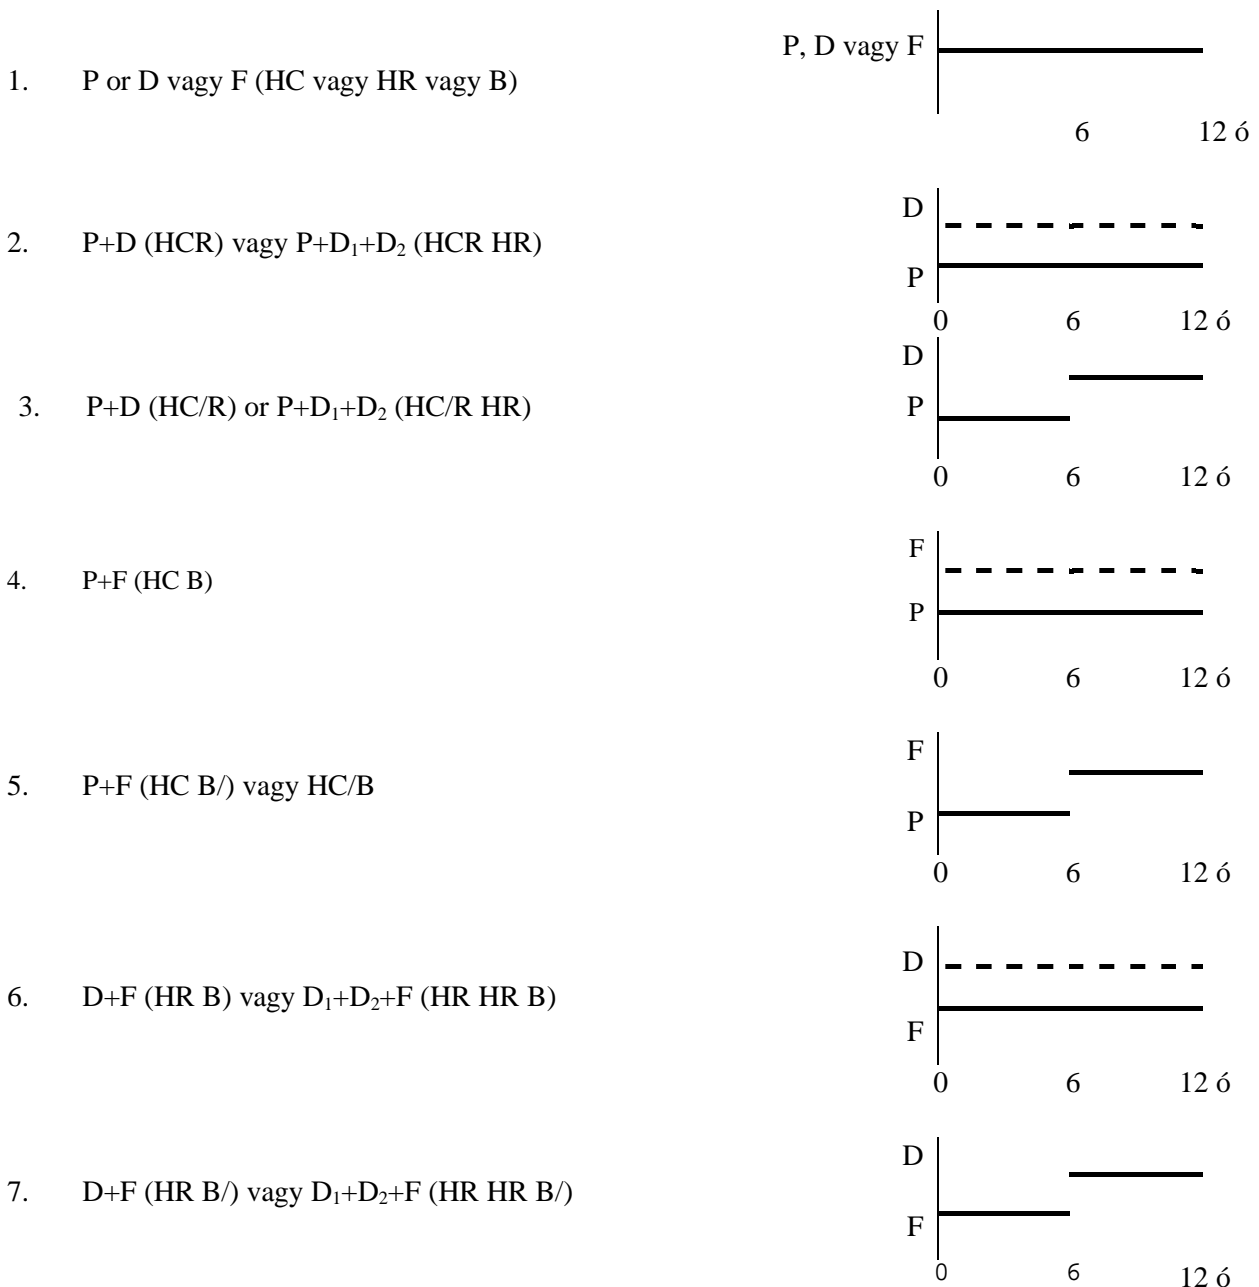 P, D vagy F
1. P or D vagy F (HC vagy HR vagy B)
6 12 ó
D
2. P+D (HCR) vagy P+D₁+D₂ (HCR HR)
P
0 6 12 ó
D
3. P+D (HC/R) or P+D₁+D₂ (HC/R HR)
P
0 6 12 ó
F
4. P+F (HC B)
P
0 6 12 ó
F
5. P+F (HC B/) vagy HC/B
P
0 6 12 ó
D
6. D+F (HR B) vagy D₁+D₂+F (HR HR B)
F
0 6 12 ó
D
7. D+F (HR B/) vagy D₁+D₂+F (HR HR B/)
F
0 6 12 ó